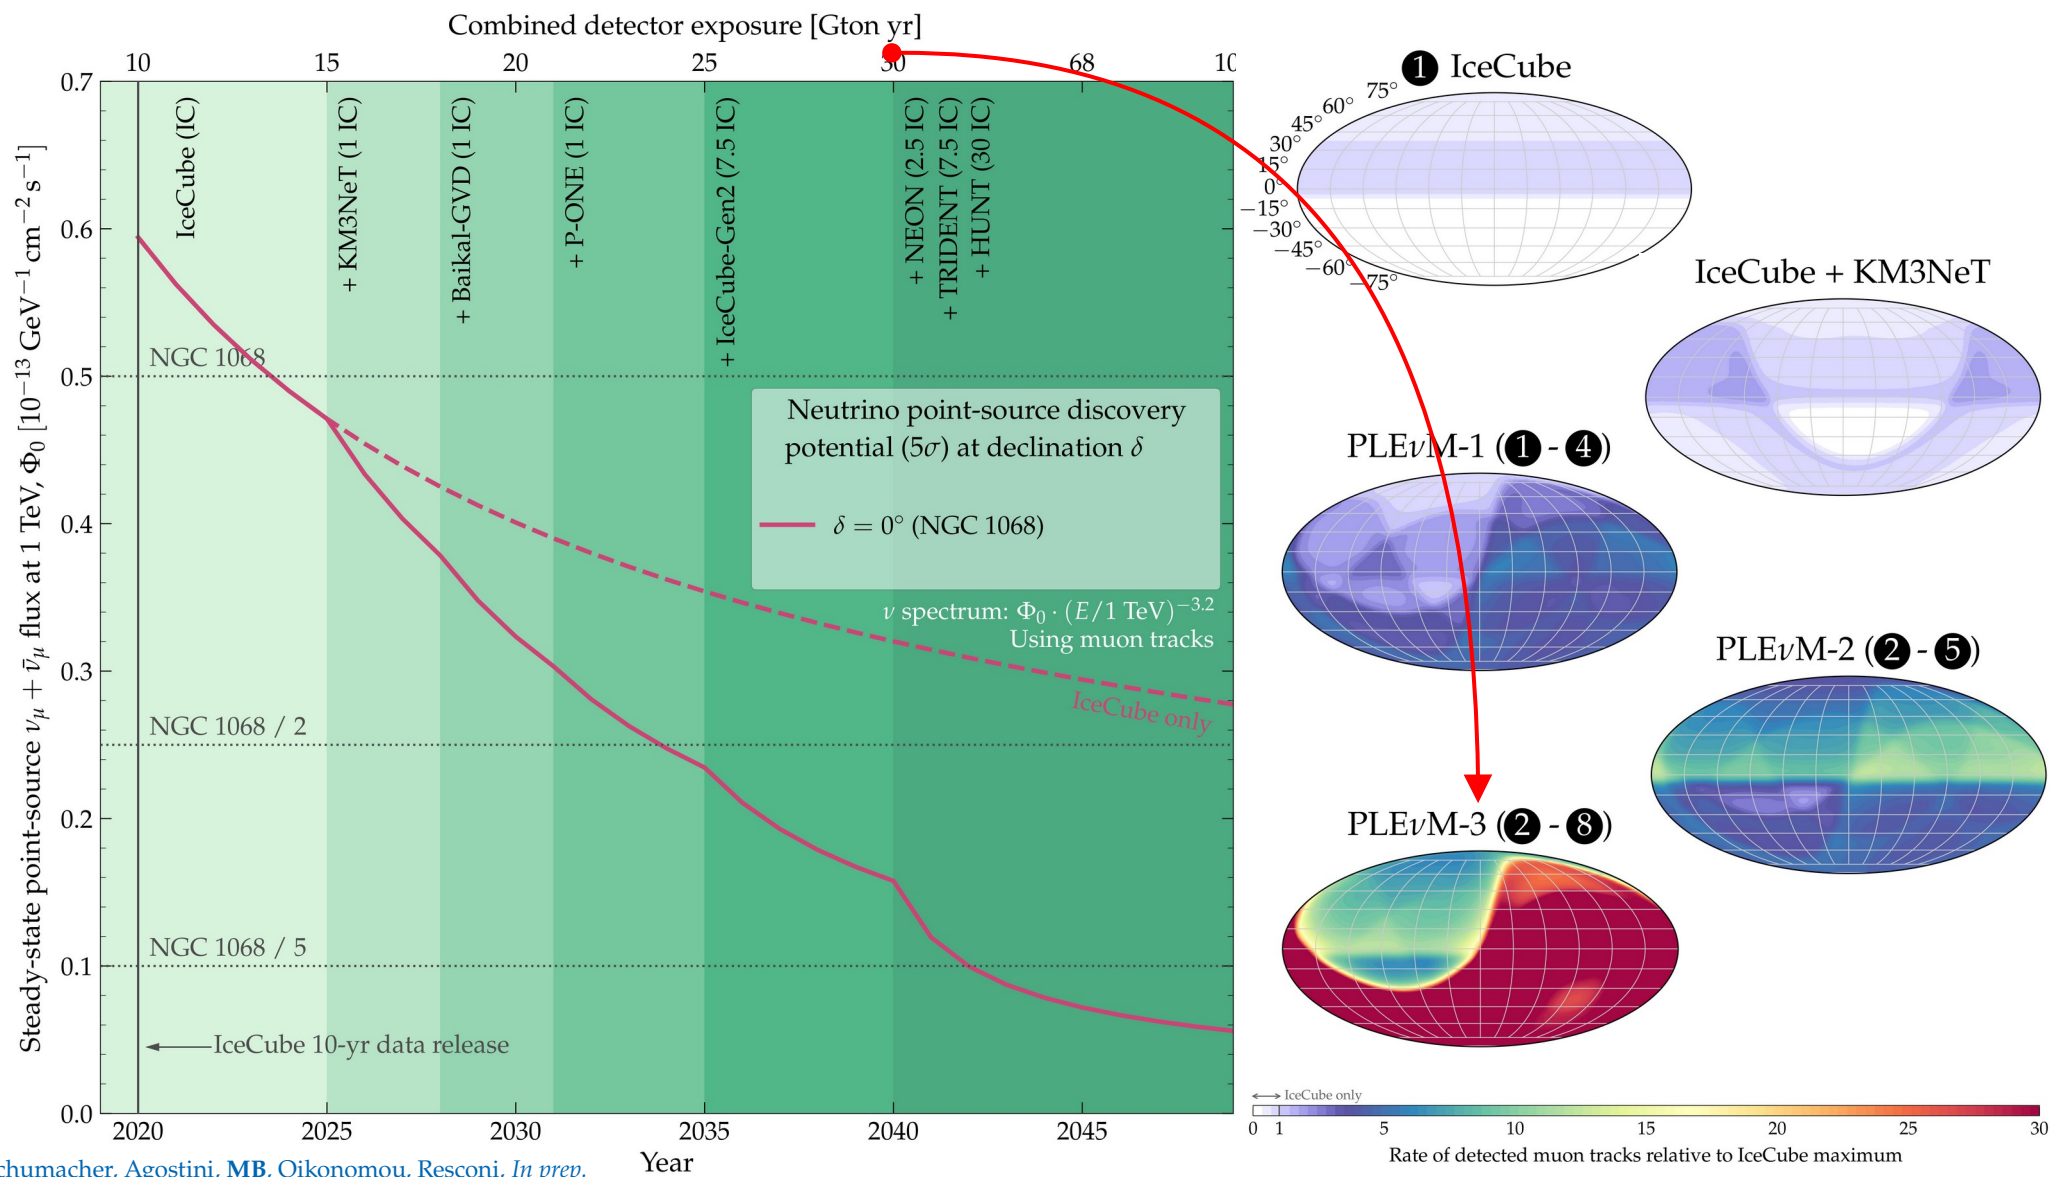 Combined detector exposure [Gton yr]
10 15 20 25 30 68 10
0.7
0.6
0.5
0.4
0.3
0.2
0.1
0.0
Steady-state point-source ν_μ + ν̄_μ flux at 1 TeV, Φ₀ [10⁻¹³ GeV⁻¹ cm⁻² s⁻¹]
IceCube (IC)
+ KM3NeT (1 IC)
+ Baikal-GVD (1 IC)
+ P-ONE (1 IC)
+ IceCube-Gen2 (7.5 IC)
+ NEON (2.5 IC)
+ TRIDENT (7.5 IC)
+ HUNT (30 IC)
NGC 1068
Neutrino point-source discovery
potential (5σ) at declination δ
δ = 0° (NGC 1068)
ν spectrum: Φ₀ · (E/1 TeV)⁻³·²
Using muon tracks
IceCube only
NGC 1068 / 2
NGC 1068 / 5
IceCube 10-yr data release
2020 2025 2030 2035 2040 2045
Year
Schumacher, Agostini, MB, Oikonomou, Resconi, In prep.
1 IceCube
75°
60°
45°
30°
15°
0°
−15°
−30°
−45°
−60°
−75°
IceCube + KM3NeT
PLEνM-1 (1 - 4)
PLEνM-2 (2 - 5)
PLEνM-3 (2 - 8)
IceCube only
0 1 5 10 15 20 25 30
Rate of detected muon tracks relative to IceCube maximum